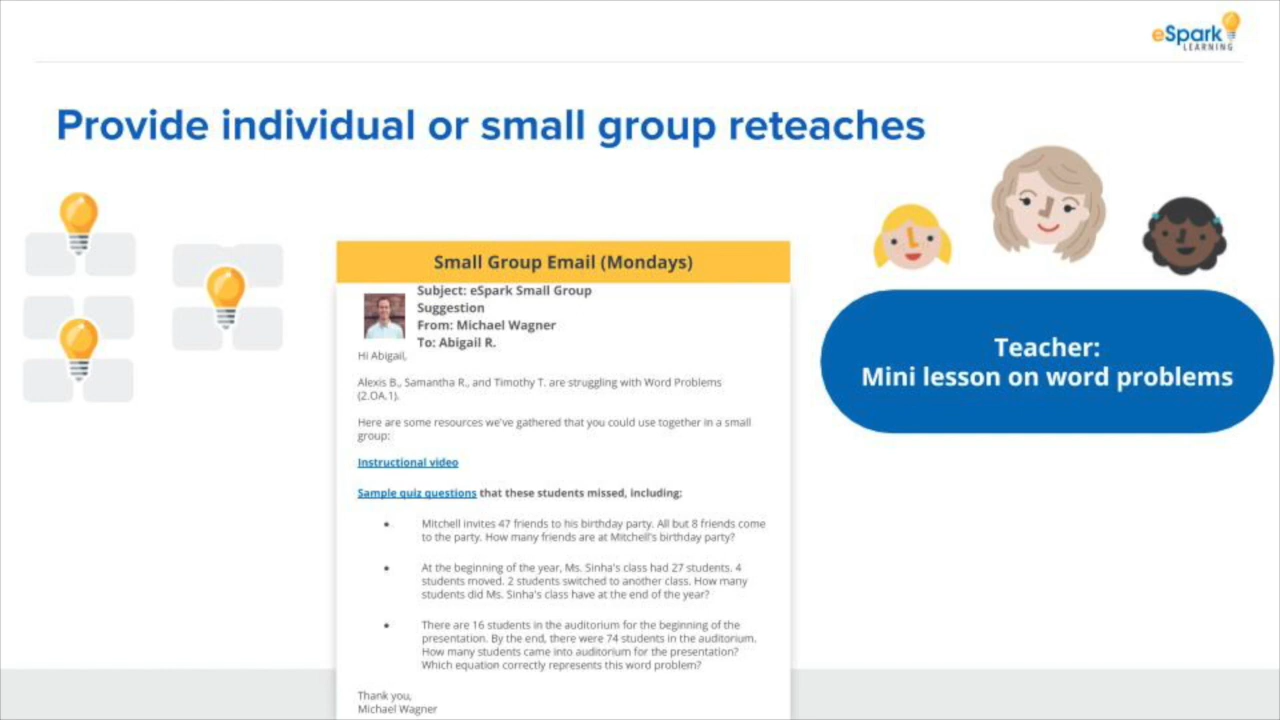 eSpark
LEARNING
Provide individual or small group reteaches
Small Group Email (Mondays)
Subject: eSpark Small Group
Suggestion
From: Michael Wagner
To: Abigail R.
Hi Abigail,
Alexis B., Samantha R., and Timothy T. are struggling with Word Problems
(2.OA.1).
Here are some resources we've gathered that you could use together in a small
group:
Instructional video
Sample quiz questions that these students missed, including:
• Mitchell invites 47 friends to his birthday party. All but 8 friends come
to the party. How many friends are at Mitchell's birthday party?
• At the beginning of the year, Ms. Sinha's class had 27 students. 4
students moved. 2 students switched to another class. How many
students did Ms. Sinha's class have at the end of the year?
• There are 16 students in the auditorium for the beginning of the
presentation. By the end, there were 74 students in the auditorium.
How many students came into auditorium for the presentation?
Which equation correctly represents this word problem?
Thank you,
Michael Wagner
Teacher:
Mini lesson on word problems